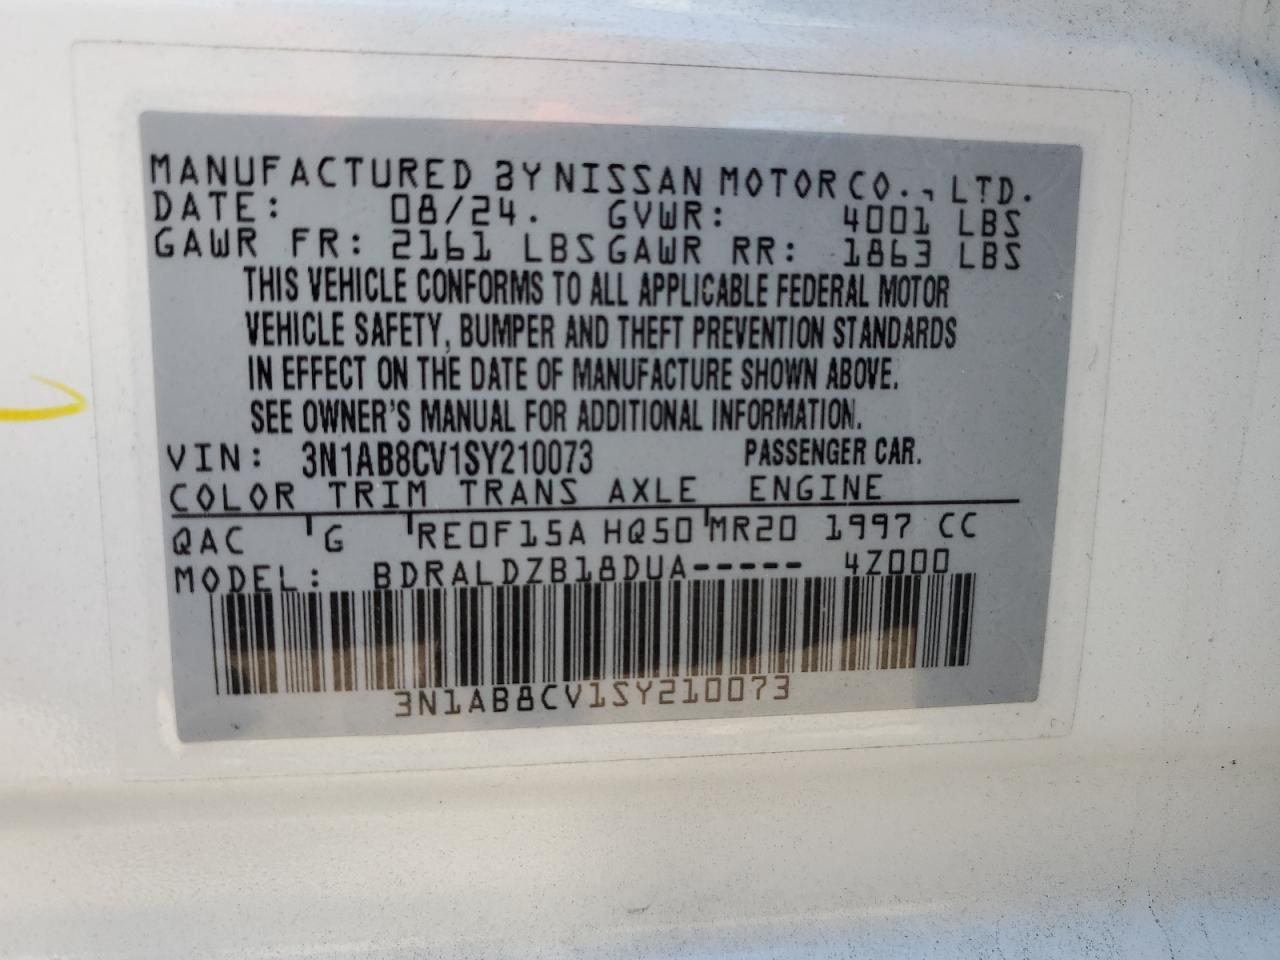 MANUFACTURED BY NISSAN MOTOR CO., LTD.
DATE: 08/24. GVWR: 4001 LBS
GAWR FR: 2161 LBS GAWR RR: 1863 LBS
THIS VEHICLE CONFORMS TO ALL APPLICABLE FEDERAL MOTOR
VEHICLE SAFETY, BUMPER AND THEFT PREVENTION STANDARDS
IN EFFECT ON THE DATE OF MANUFACTURE SHOWN ABOVE.
SEE OWNER'S MANUAL FOR ADDITIONAL INFORMATION.
VIN: 3N1AB8CV1SY210073 PASSENGER CAR.
COLOR TRIM TRANS AXLE ENGINE
QAC G RE0F15A HQ50 MR20 1997 CC
MODEL: BDRALDZB18DUA----- 4Z000
3N1AB8CV1SY210073